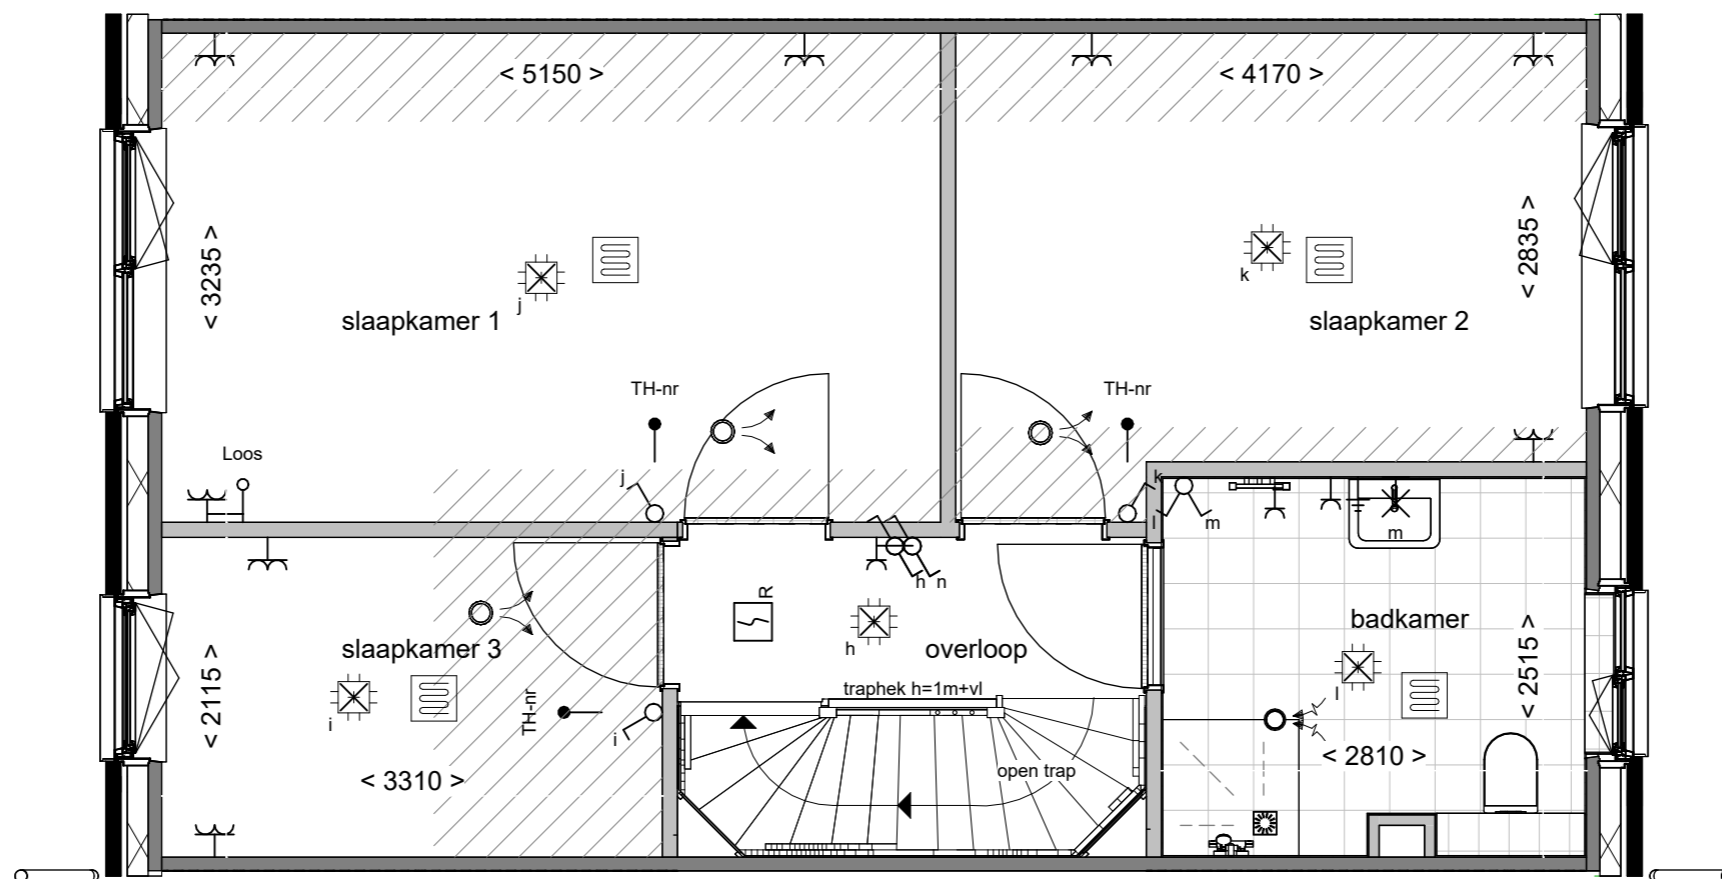 < 5150 >
< 4170 >
< 3235 >
< 2835 >
j
k
slaapkamer 1
slaapkamer 2
TH-nr
TH-nr
Loos
j
k
l
m
m
h n
R
badkamer
slaapkamer 3
h
overloop
< 2115 >
< 2515 >
traphek h=1m+vl
TH-nr
i
i
l
< 3310 >
open trap
< 2810 >